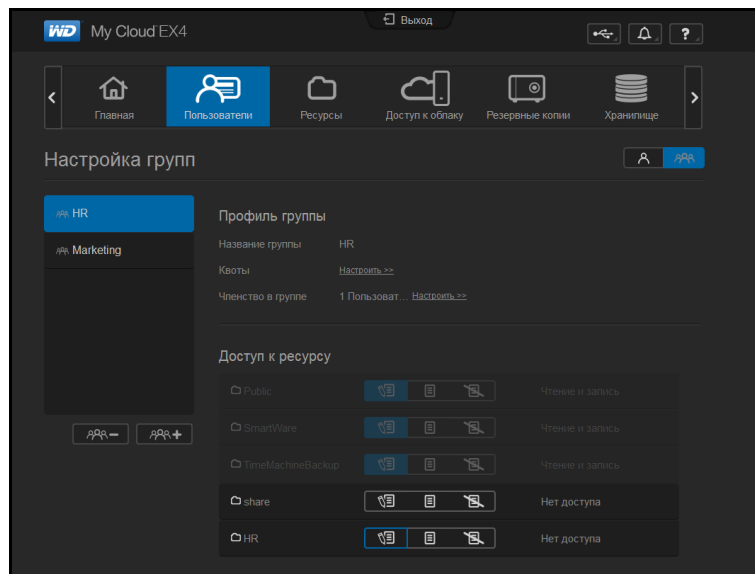 WD My Cloud EX4
Выход
?
Главная
Пользователи
Ресурсы
Доступ к облаку
Резервные копии
Хранилище
Настройка групп
HR
Marketing
Профиль группы
Название группы HR
Квоты Настроить >>
Членство в группе 1 Пользоват... Настроить >>
Доступ к ресурсу
Public Чтение и запись
SmartWare Чтение и запись
TimeMachineBackup Чтение и запись
share Нет доступа
HR Нет доступа